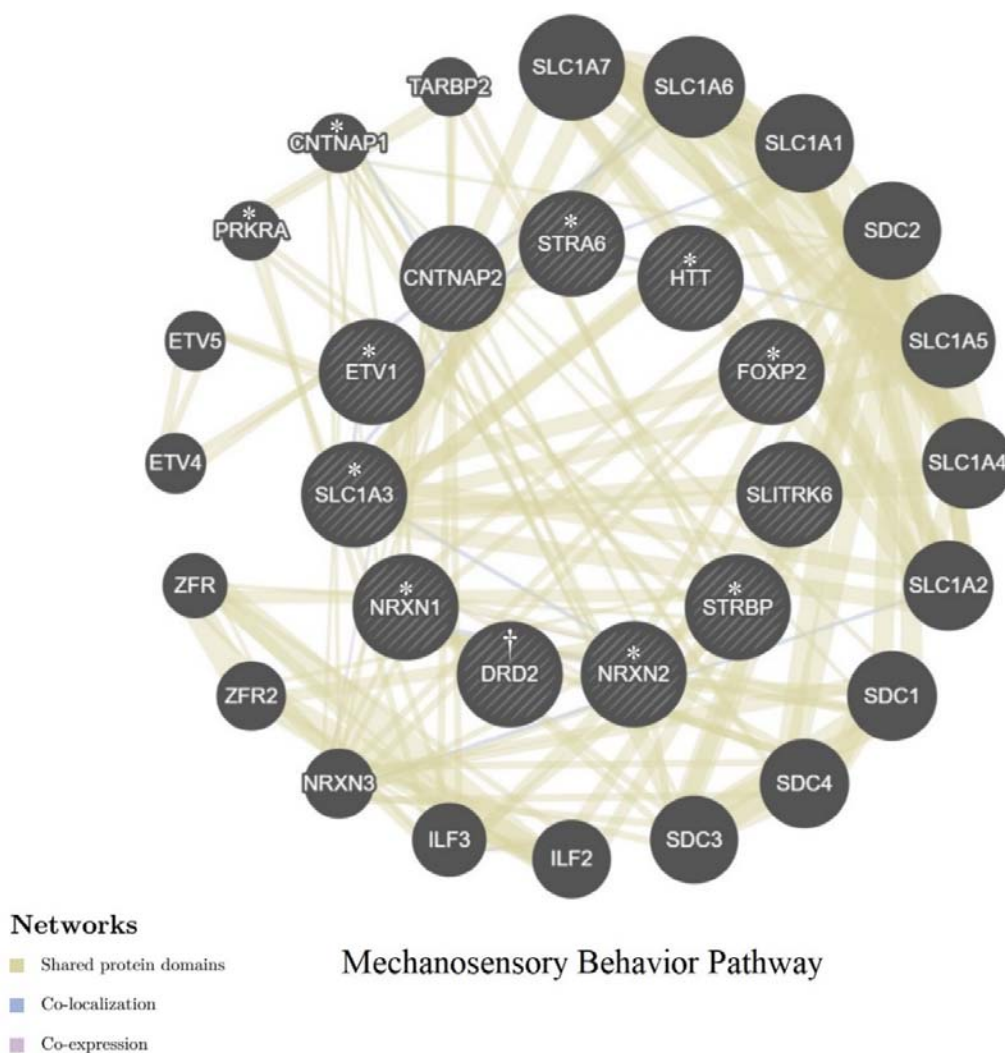 SLC1A7
SLC1A6
TARBP2
SLC1A1
*
CNTNAP1
*
PRKRA
SDC2
*
STRA6
*
HTT
CNTNAP2
ETV5
SLC1A5
*
ETV1
*
FOXP2
ETV4
SLC1A4
*
SLC1A3
SLITRK6
ZFR
SLC1A2
*
NRXN1
*
STRBP
†
DRD2
*
NRXN2
ZFR2
SDC1
NRXN3
SDC4
ILF3
SDC3
ILF2
Networks
Shared protein domains
Mechanosensory Behavior Pathway
Co-localization
Co-expression